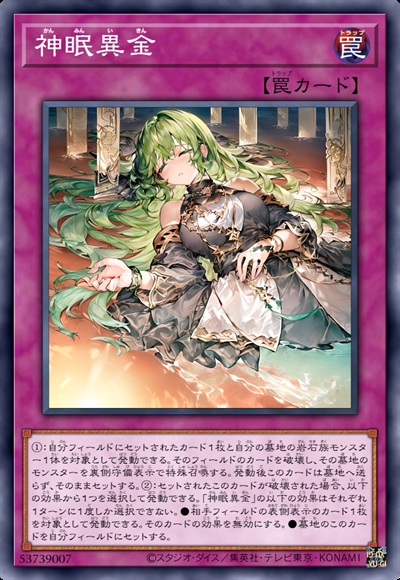 かんみんいきん
神眠異金
トラップ
罠
トラップ
【罠カード】
①:自分フィールドにセットされたカード1枚と自分の墓地の岩石族モンスタ
ー1体を対象として発動できる。そのフィールドのカードを破壊し、その墓地の
モンスターを裏側守備表示で特殊召喚する。発動後このカードは墓地へ送
らず、そのままセットする。②:セットされたこのカードが破壊された場合、以下
の効果から1つを選択して発動できる。「神眠異金」の以下の効果はそれぞれ
1ターンに1度しか選択できない。●相手フィールドの表側表示のカード1枚
を対象として発動できる。そのカードの効果を無効にする。●墓地のこのカー
ドを自分フィールドにセットする。
53739007
©スタジオ・ダイス/集英社・テレビ東京・KONAMI